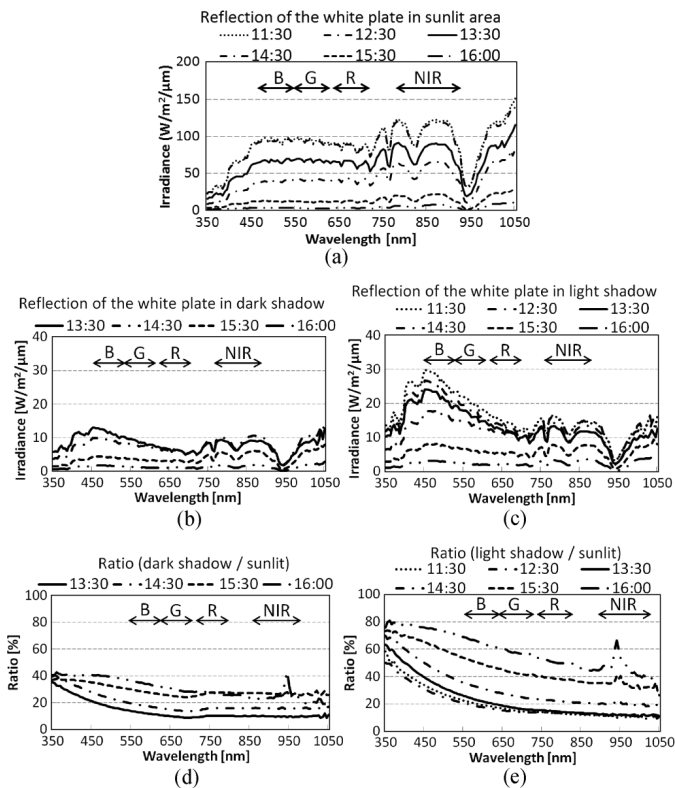 Reflection of the white plate in sunlit area
11:30 12:30 13:30
14:30 15:30 16:00
Irradiance (W/m²/μm]
200
150
100
50
0
B G R NIR
350 450 550 650 750 850 950 1050
Wavelength [nm]
(a)
Reflection of the white plate in dark shadow
13:30 14:30 15:30 16:00
Irradiance [W/m²/μm]
40
30
20
10
0
B G R NIR
350 450 550 650 750 850 950 1050
Wavelength [nm]
(b)
Reflection of the white plate in light shadow
11:30 12:30 13:30
14:30 15:30 16:00
Irradiance [W/m²/μm]
40
30
20
10
0
B G R NIR
350 450 550 650 750 850 950 1050
Wavelength [nm]
(c)
Ratio (dark shadow / sunlit)
13:30 14:30 15:30 16:00
Ratio [%]
100
80
60
40
20
0
B G R NIR
350 450 550 650 750 850 950 1050
Wavelength [nm]
(d)
Ratio (light shadow / sunlit)
11:30 12:30 13:30
14:30 15:30 16:00
Ratio [%]
100
80
60
40
20
0
B G R NIR
350 450 550 650 750 850 950 1050
Wavelength [nm]
(e)